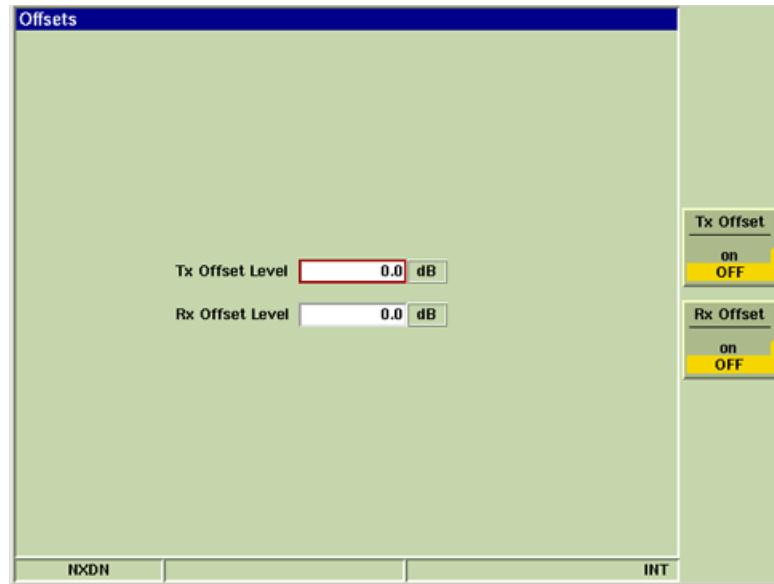 Offsets
Tx Offset
on
OFF
Tx Offset Level 0.0 dB
Rx Offset Level 0.0 dB
Rx Offset
on
OFF
NXDN INT